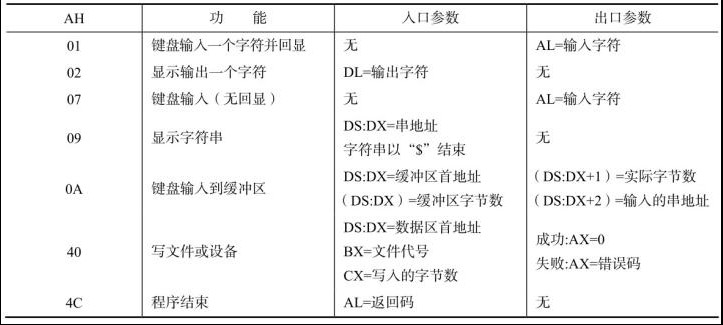 AH 功 能 入口参数 出口参数
01 键盘输入一个字符并回显 无 AL=输入字符
02 显示输出一个字符 DL=输出字符 无
07 键盘输入（无回显） 无 AL=输入字符
09 显示字符串 DS:DX=串地址 无
字符串以“$”结束
0A 键盘输入到缓冲区 DS:DX=缓冲区首地址 （DS:DX+1）=实际字节数
（DS:DX）=缓冲区字节数 （DS:DX+2）=输入的串地址
40 写文件或设备 DS:DX=数据区首地址 成功:AX=0
BX=文件代号 失败:AX=错误码
CX=写入的字节数
4C 程序结束 AL=返回码 无